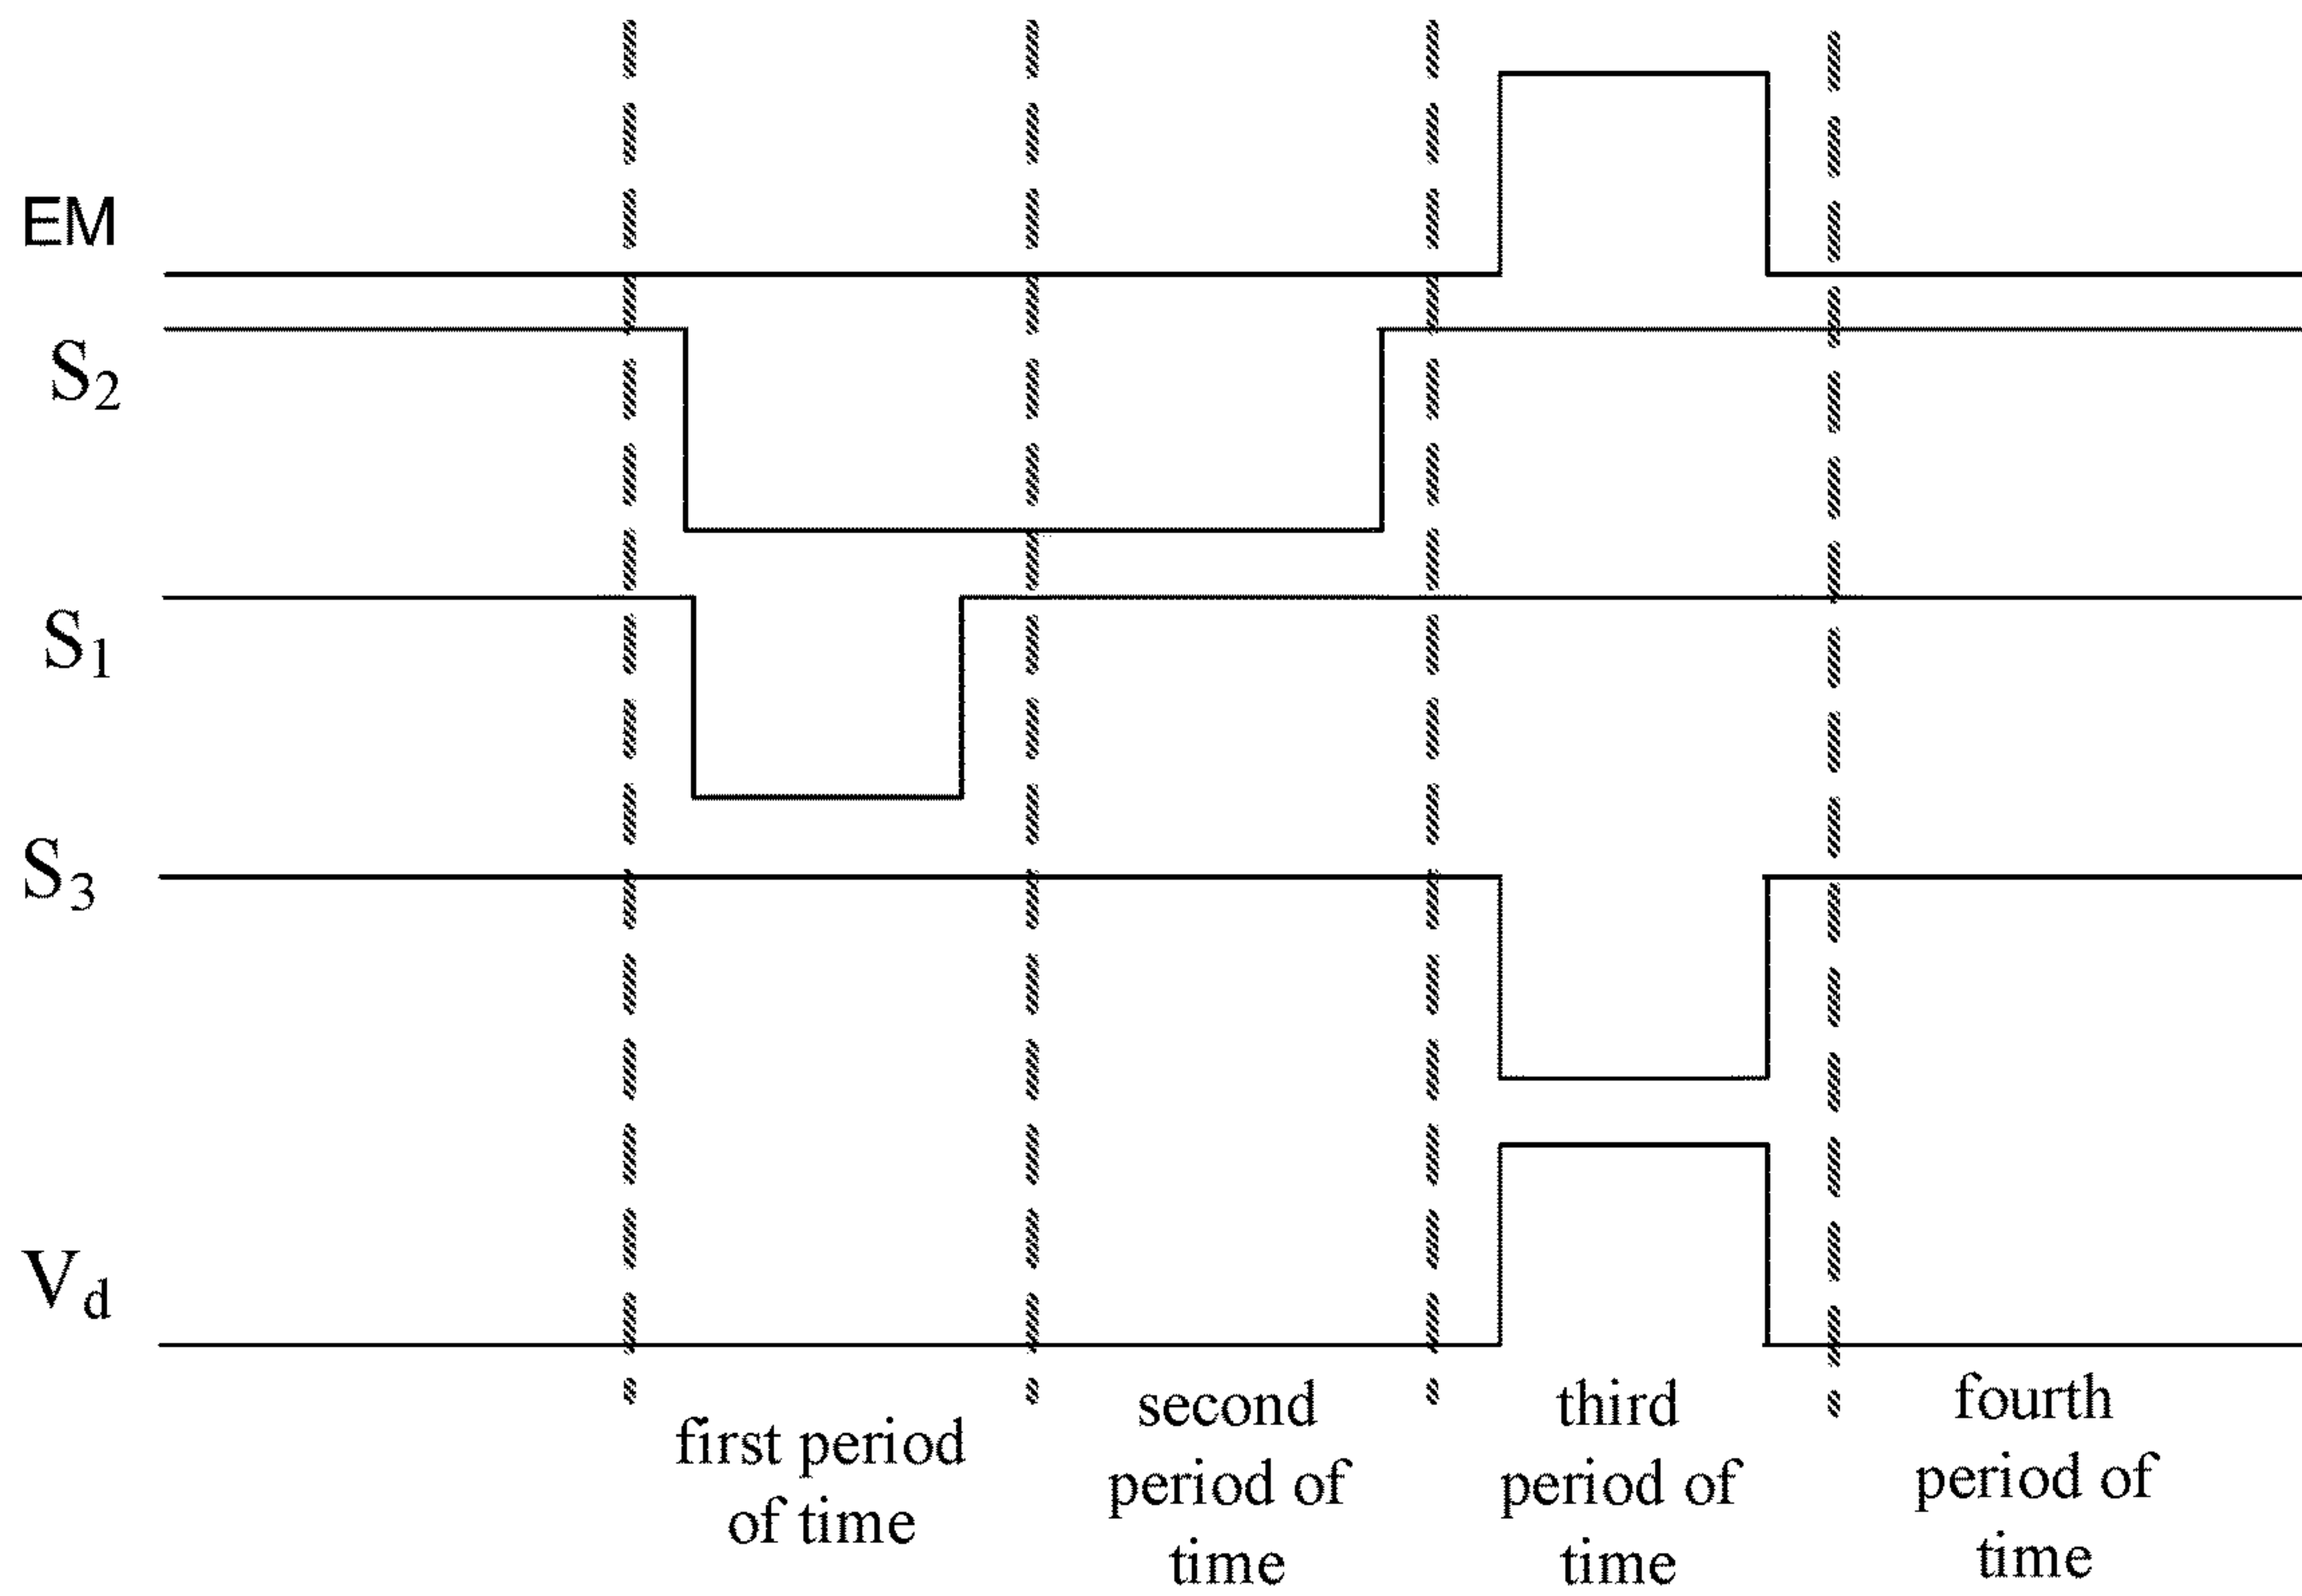 EM
S2
S1
S3
Vd
first period
of time
second
period of
time
third
period of
time
fourth
period of
time